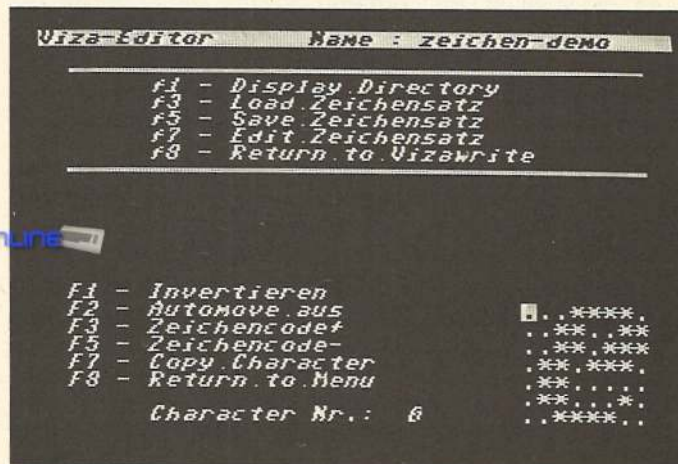 Viza-Editor Name : zeichen-demo
f1 - Display.Directory
f3 - Load.Zeichensatz
f5 - Save.Zeichensatz
f7 - Edit.Zeichensatz
f8 - Return.to.Vizawrite
NLINE
F1 - Invertieren
F2 - Automove.aus
F3 - Zeichencode+
F5 - Zeichencode-
F7 - Copy.Character
F8 - Return.to.Menu
Character Nr.: 0
...****.
..**..**
..**.***
.**.***.
.**.....
.**...*.
..****..